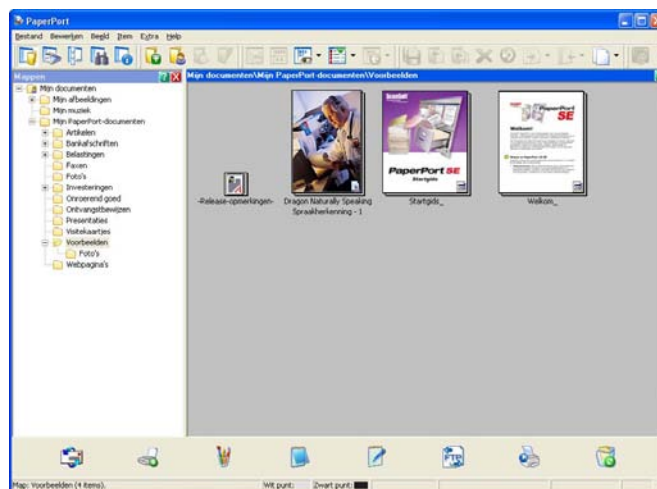 PaperPort
Bestand Bewerken Beeld Item Extra Help
Mappen
Mijn documenten\Mijn PaperPort-documenten\Voorbeelden
Mijn documenten
Mijn afbeeldingen
Mijn muziek
Mijn PaperPort-documenten
Artikelen
Bankafschriften
Belastingen
Faxen
Foto's
Investeringen
Onroerend goed
Ontvangstbewijzen
Presentaties
Visitekaartjes
Voorbeelden
Foto's
Webpagina's
ScanSoft
PaperPort SE
Startgids
PaperPort
SE
Welkom!
-Release-opmerkingen-
Dragon Naturally Speaking
Spraakherkenning - 1
Startgids_
Welkom_
FTP
Map: Voorbeelden (4 items).
Wit punt:
Zwart punt: